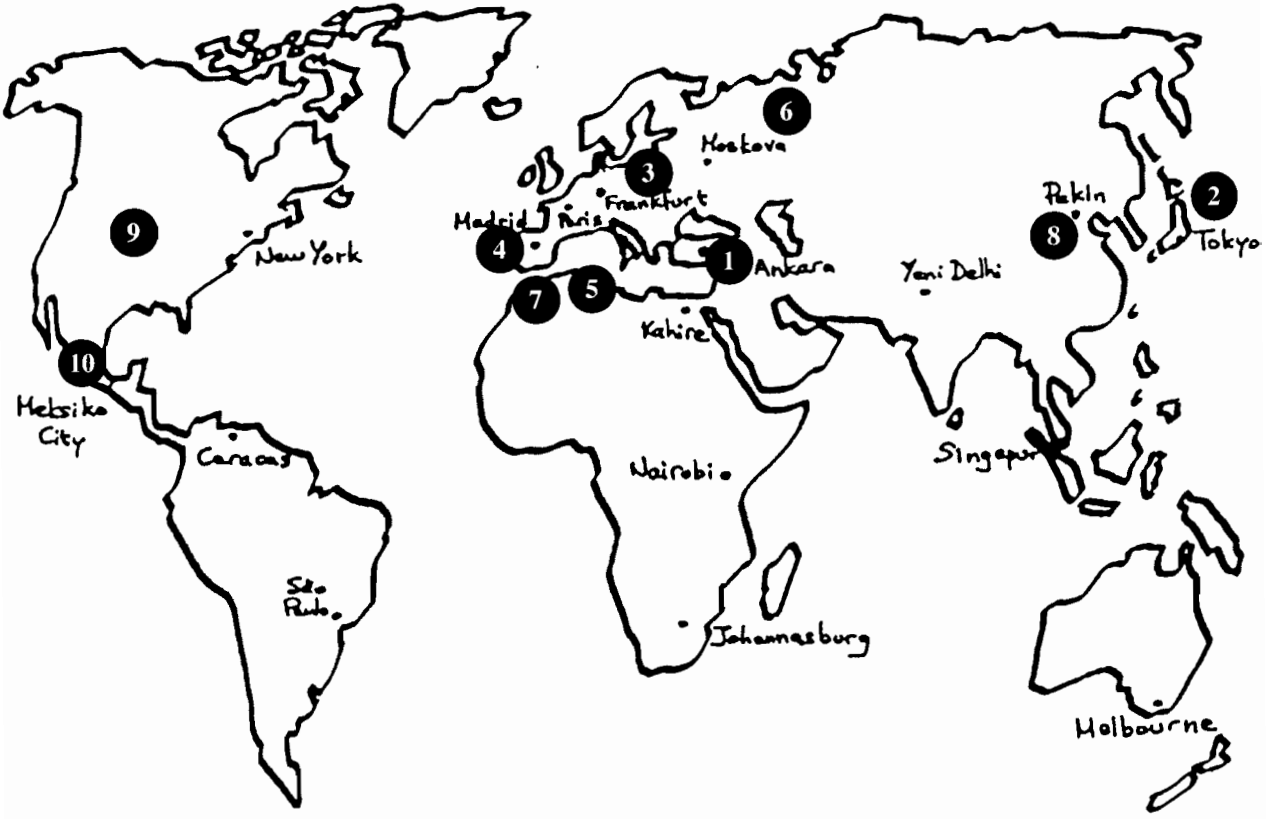 6
Moskova
3
2
Pekin
Frankfurt
Madrid
Paris
9
New York
4
8
Tokyo
1
Ankara
Yeni Delhi
5
7
Kahire
10
Meksiko
City
Caracas
Singapur
Nairobi
São
Paulo
Johannesburg
Melbourne